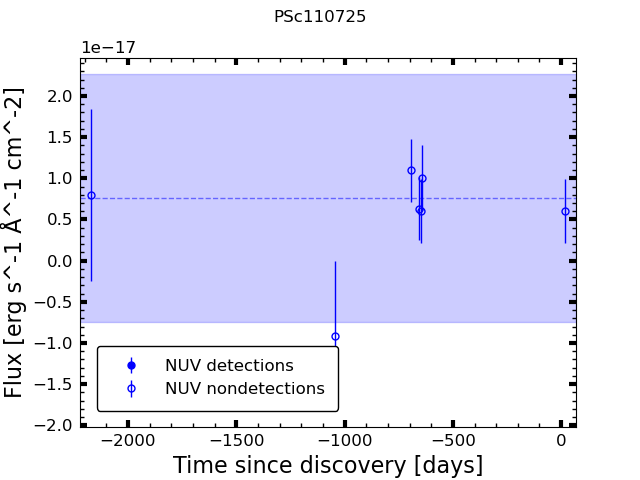 PSc110725
1e−17
2.0
1.5
1.0
0.5
0.0
−0.5
−1.0
−1.5
−2.0
Flux [erg s^-1 Å^-1 cm^-2]
NUV detections
NUV nondetections
−2000 −1500 −1000 −500 0
Time since discovery [days]